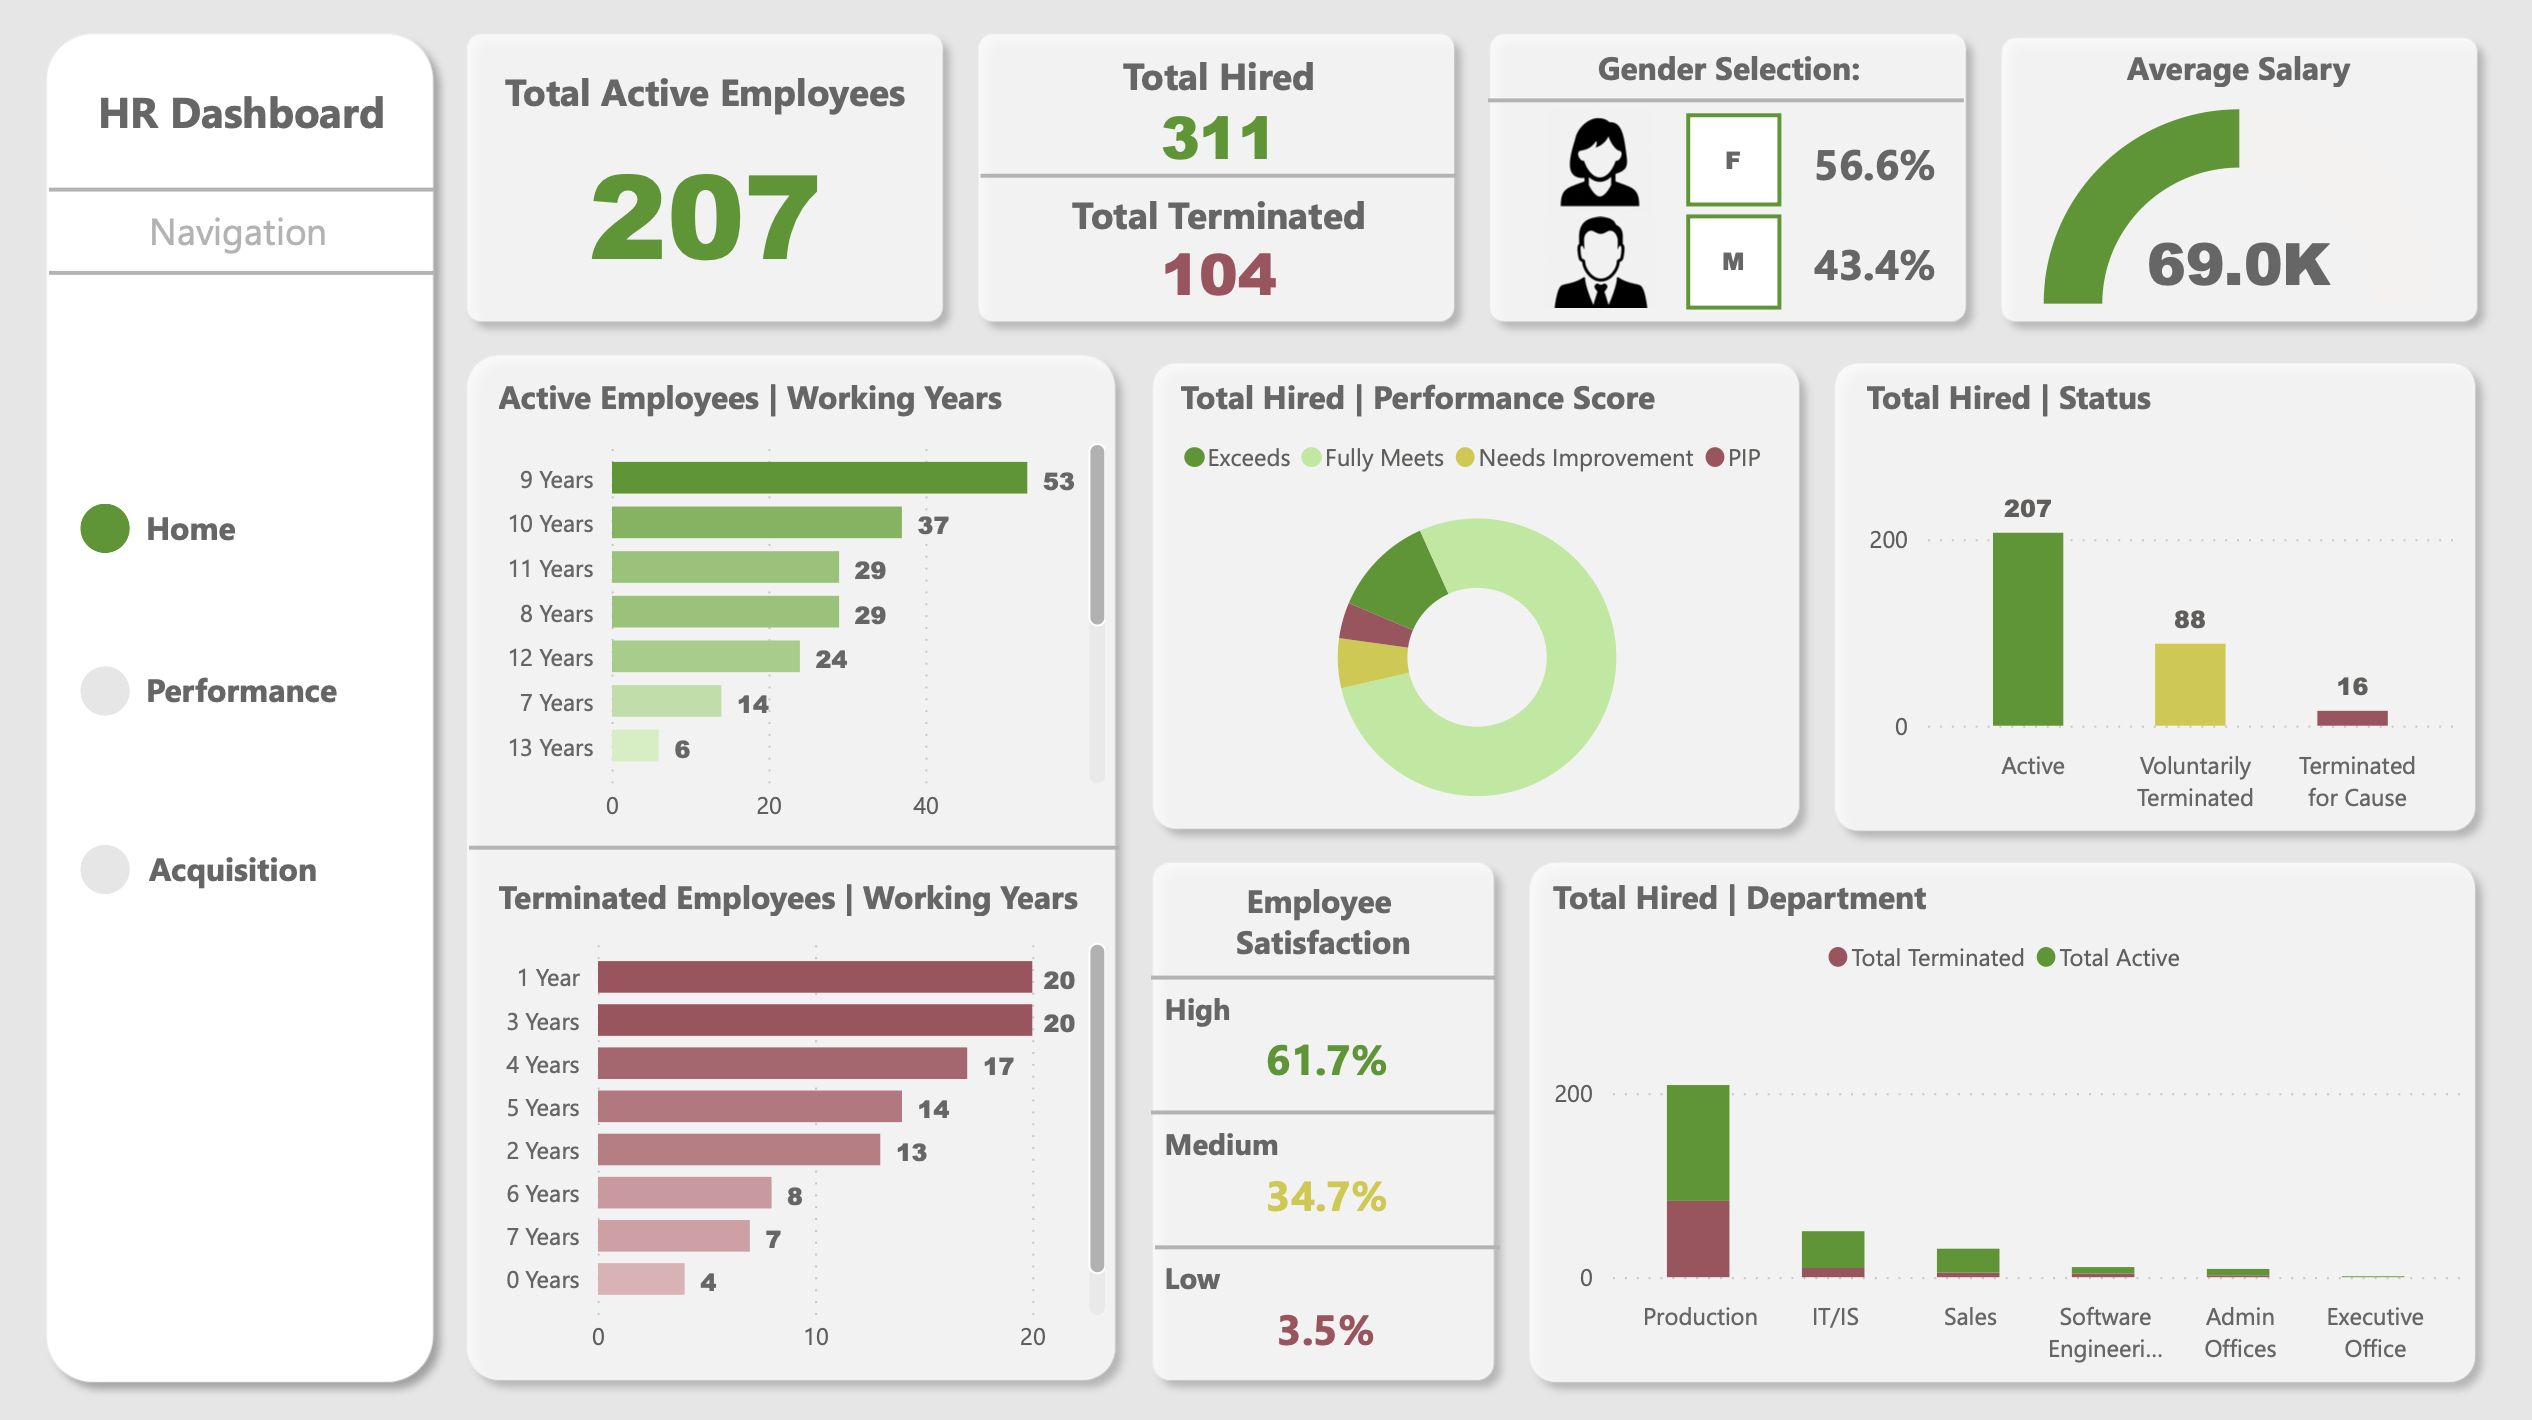 HR Dashboard
Navigation
Home
Performance
Acquisition
Total Active Employees
207
Total Hired
311
Total Terminated
104
Gender Selection:
F
56.6%
M
43.4%
Average Salary
69.0K
Active Employees | Working Years
9 Years
53
10 Years
37
11 Years
29
8 Years
29
12 Years
24
7 Years
14
13 Years
6
0 20 40
Terminated Employees | Working Years
1 Year
20
3 Years
20
4 Years
17
5 Years
14
2 Years
13
6 Years
8
7 Years
7
0 Years
4
0 10 20
Total Hired | Performance Score
Exceeds Fully Meets Needs Improvement PIP
Total Hired | Status
207
200
88
16
0
Active
Voluntarily
Terminated
Terminated
for Cause
Employee
Satisfaction
High
61.7%
Medium
34.7%
Low
3.5%
Total Hired | Department
Total Terminated Total Active
200
0
Production
IT/IS
Sales
Software
Engineeri...
Admin
Offices
Executive
Office